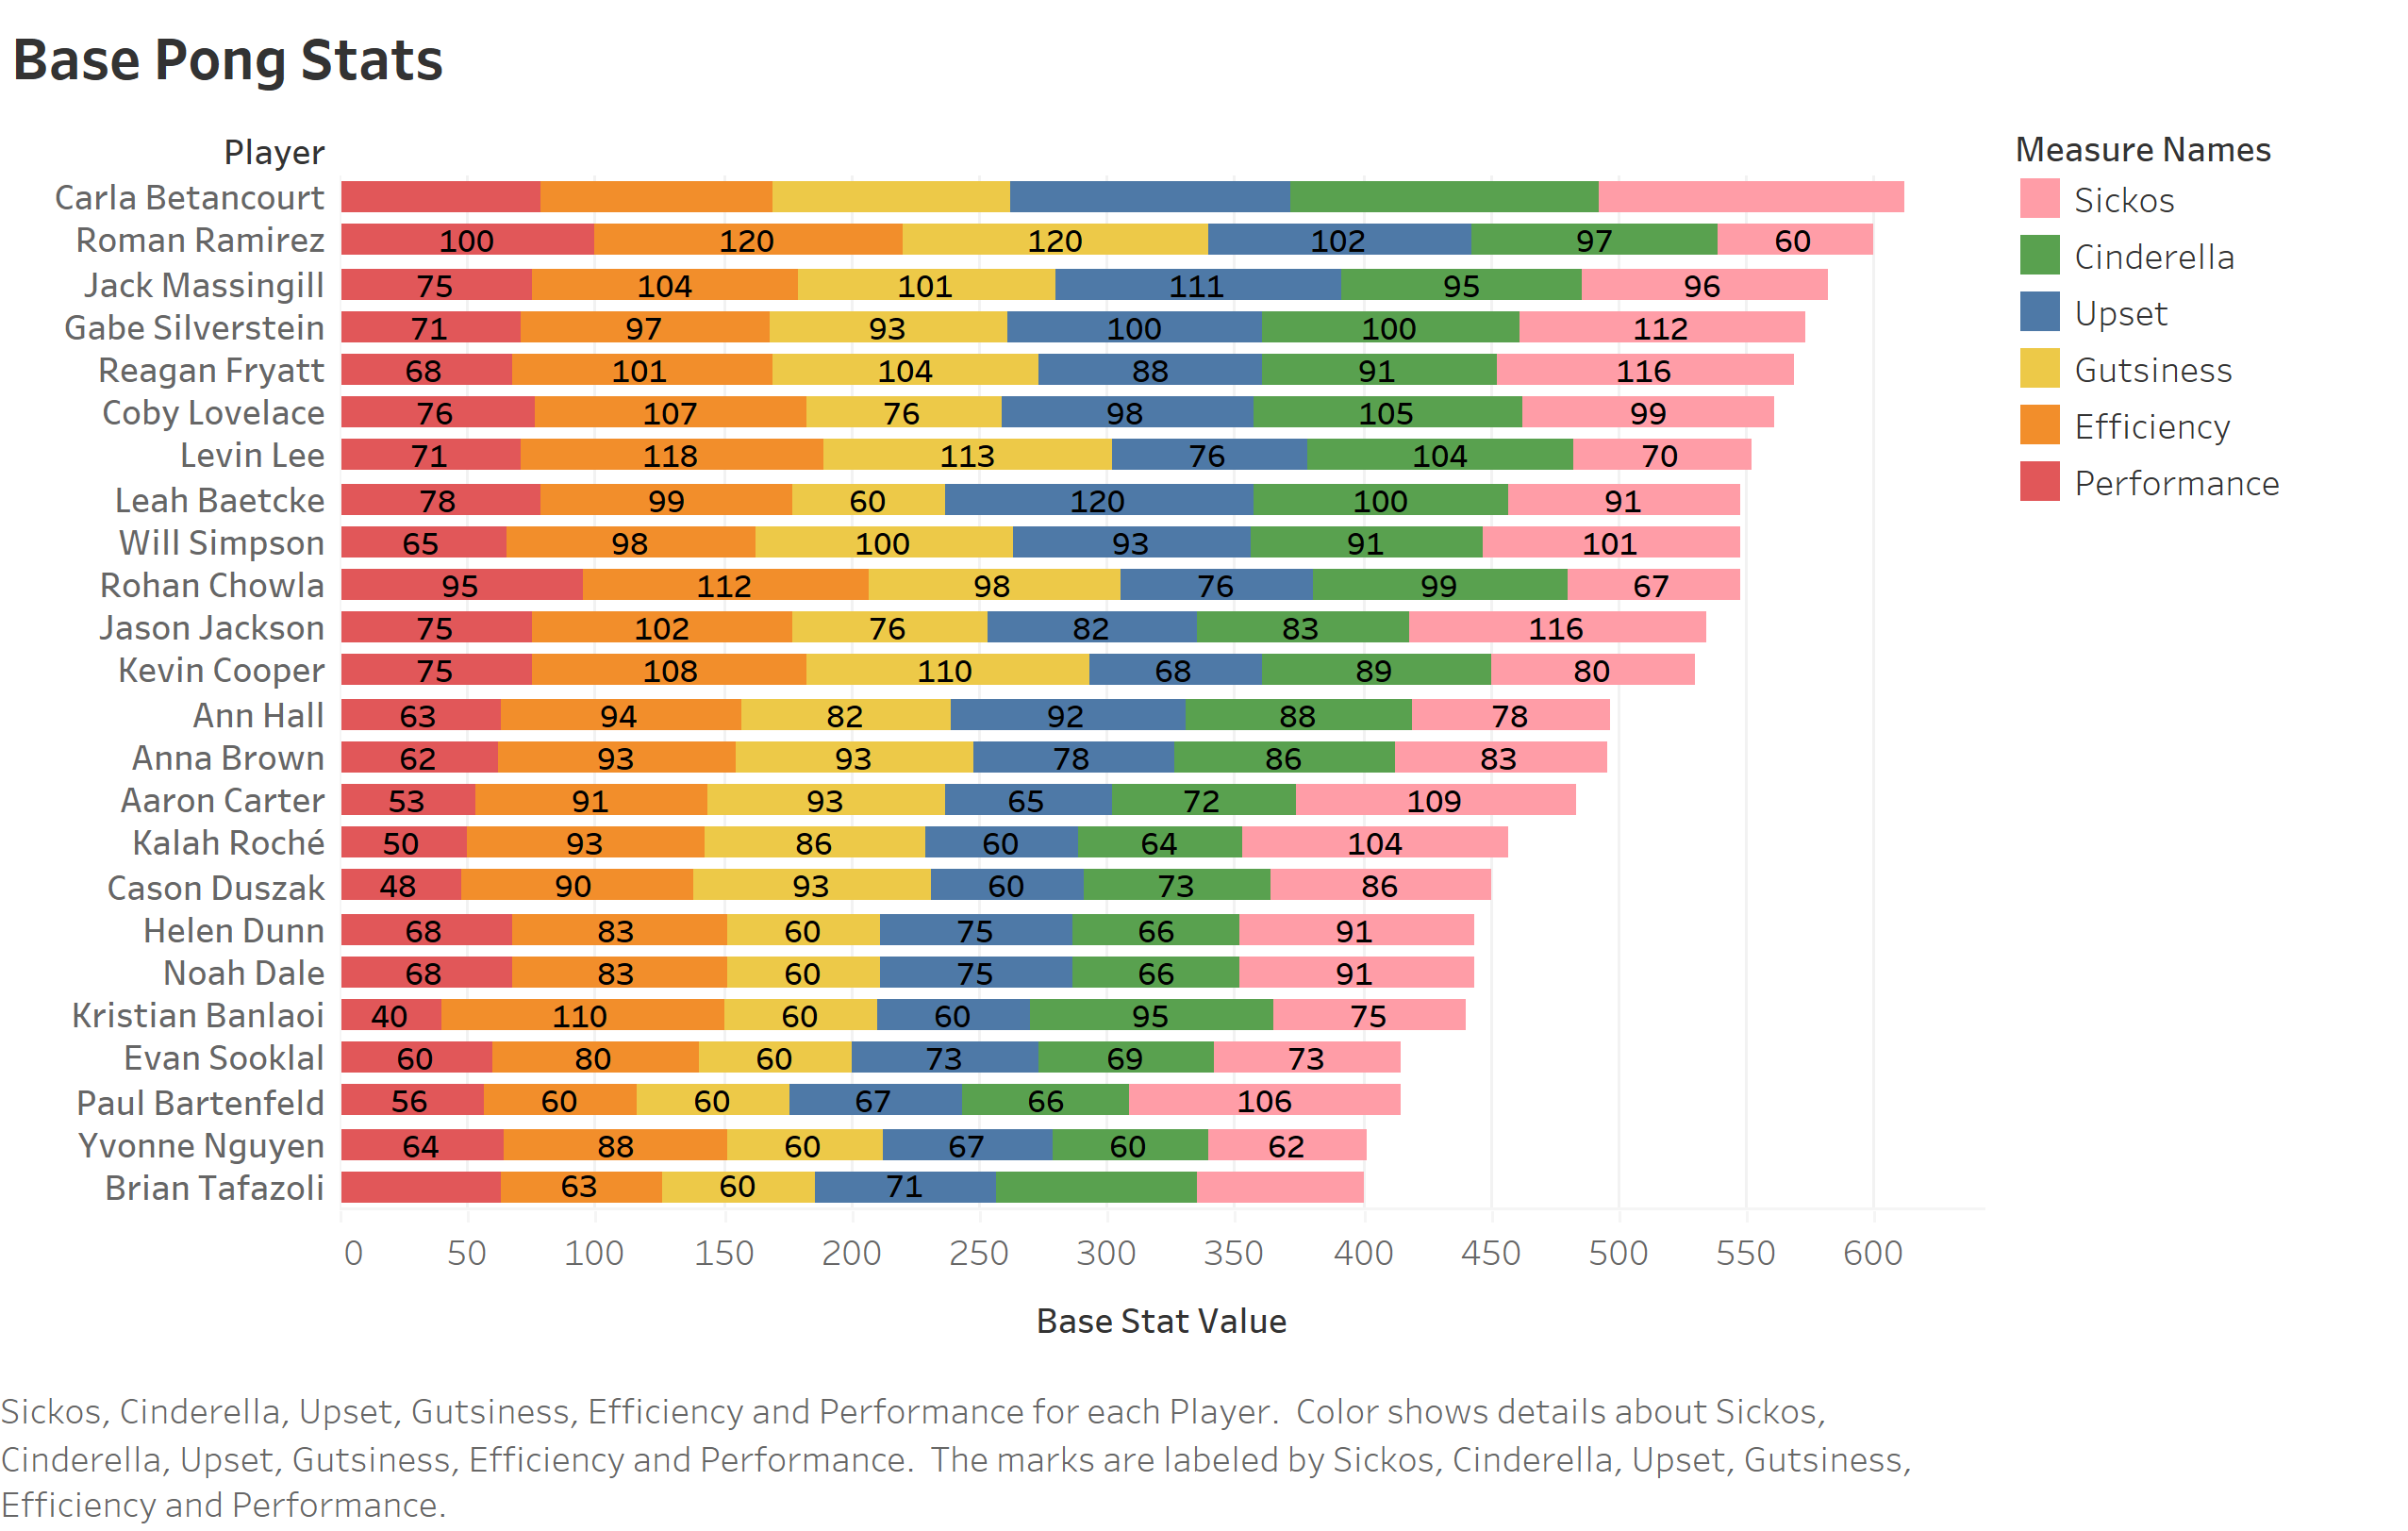 Base Pong Stats
Player
Measure Names
Carla Betancourt
Sickos
Roman Ramirez 100 120 120 102 97 60
Cinderella
Jack Massingill 75 104 101 111 95 96
Upset
Gabe Silverstein 71 97 93 100 100 112
Reagan Fryatt 68 101 104 88 91 116
Gutsiness
Coby Lovelace 76 107 76 98 105 99
Efficiency
Levin Lee 71 118 113 76 104 70
Performance
Leah Baetcke 78 99 60 120 100 91
Will Simpson 65 98 100 93 91 101
Rohan Chowla 95 112 98 76 99 67
Jason Jackson 75 102 76 82 83 116
Kevin Cooper 75 108 110 68 89 80
Ann Hall 63 94 82 92 88 78
Anna Brown 62 93 93 78 86 83
Aaron Carter 53 91 93 65 72 109
Kalah Roché 50 93 86 60 64 104
Cason Duszak 48 90 93 60 73 86
Helen Dunn 68 83 60 75 66 91
Noah Dale 68 83 60 75 66 91
Kristian Banlaoi 40 110 60 60 95 75
Evan Sooklal 60 80 60 73 69 73
Paul Bartenfeld 56 60 60 67 66 106
Yvonne Nguyen 64 88 60 67 60 62
Brian Tafazoli 63 60 71
0 50 100 150 200 250 300 350 400 450 500 550 600
Base Stat Value
Sickos, Cinderella, Upset, Gutsiness, Efficiency and Performance for each Player.  Color shows details about Sickos,
Cinderella, Upset, Gutsiness, Efficiency and Performance.  The marks are labeled by Sickos, Cinderella, Upset, Gutsiness,
Efficiency and Performance.